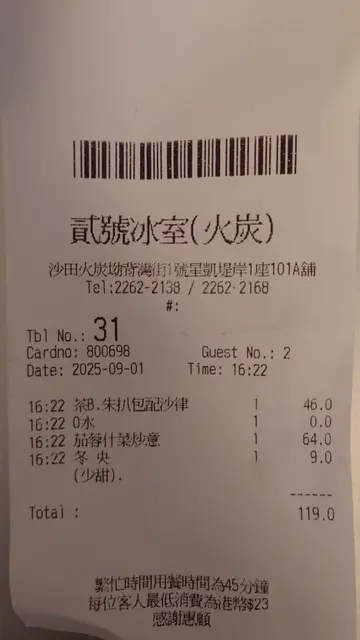 貳號冰室(火炭)
沙田火炭坳背灣街1號星凱堤岸1座101A舖
Tel:2262-2138 / 2262-2168
#:
Tbl No.: 31
Cardno: 800698 Guest No.: 2
Date: 2025-09-01 Time: 16:22
16:22 茶B.朱扒包配沙律 1 46.0
16:22 O水 1 0.0
16:22 茄蓉什菜炒意 1 64.0
16:22 冬 央 1 9.0
(少甜).
------
Total : 119.0
繁忙時間用餐時間為45分鐘
每位客人最低消費為港幣$23
感謝惠顧